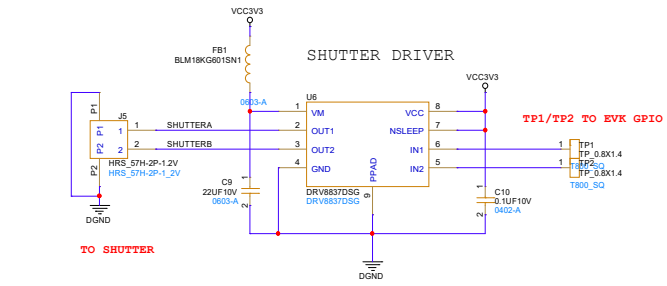 VCC3V3
FB1
BLM18KG601SN1
0603-A
SHUTTER DRIVER
VCC3V3
TP1/TP2 TO EVK GPIO
U6
1 VM
2 OUT1
3 OUT2
4 GND
VCC 8
NSLEEP 7
IN1 6
IN2 5
PPAD
9
DRV8837DSG
DRV8837DSG
J5
P1 P1
P2 P2
1 1
2 2
SHUTTERA
SHUTTERB
HRS_57H-2P-1.2V
HRS_57H-2P-1_2V
DGND
TO SHUTTER
1
C9
22UF10V
0603-A
2
1
C10
0.1UF10V
0402-A
2
1 TP1
TP_0.8X1.4
T800_SQ
1 TP2
TP_0.8X1.4
T800_SQ
DGND